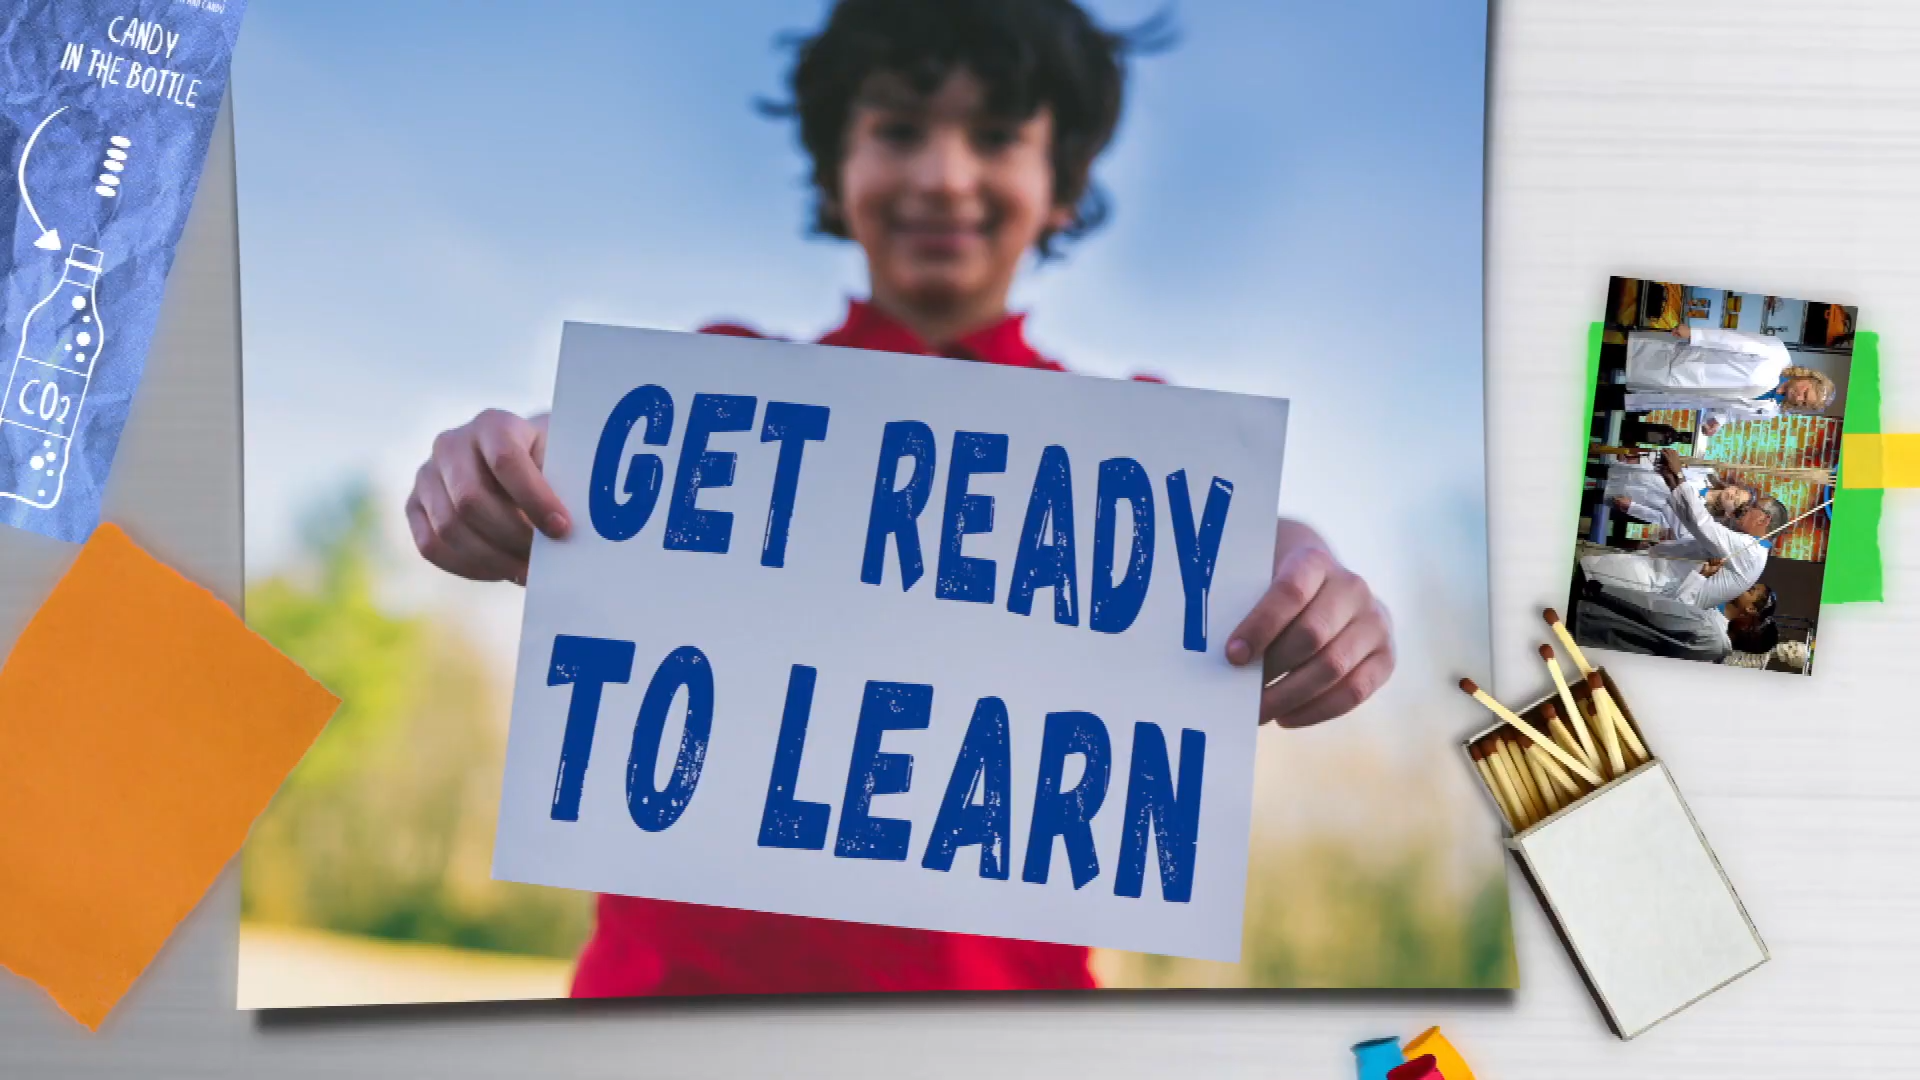 CANDY
IN THE BOTTLE
CO2
GET READY
TO LEARN